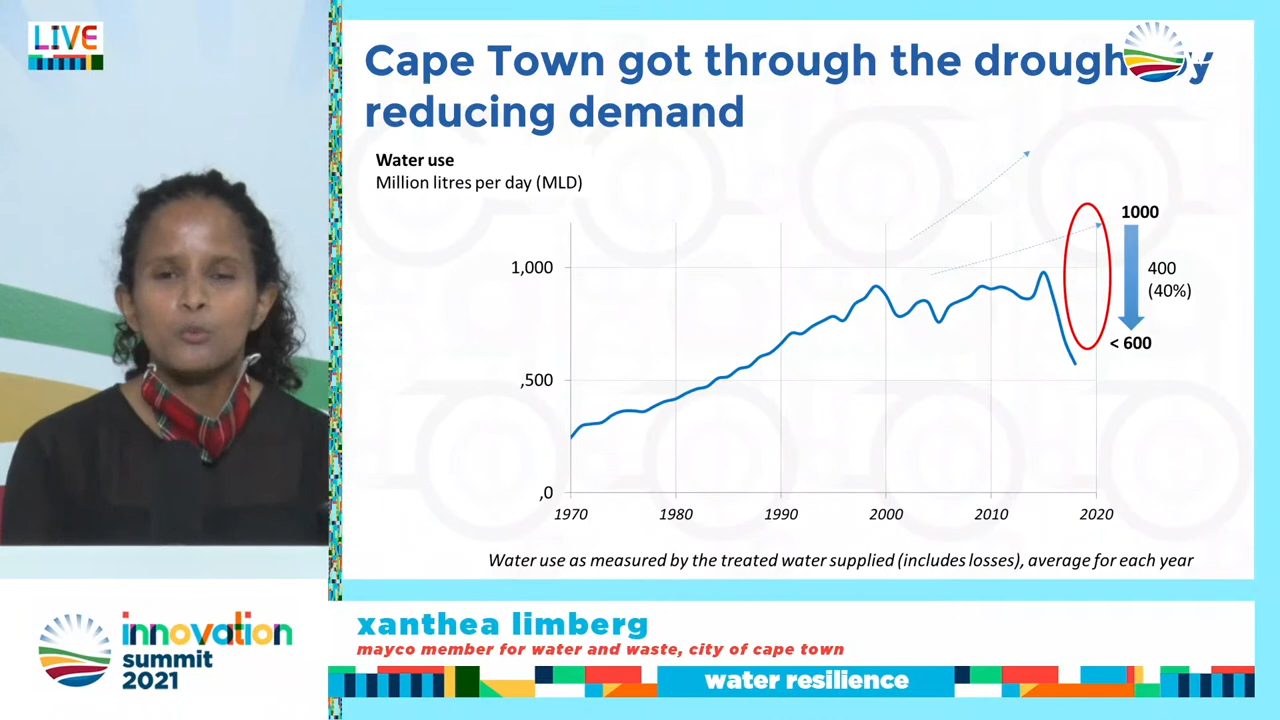 LIVE
Cape Town got through the drough y
reducing demand
Water use
Million litres per day (MLD)
1,000
,500
,0
1970 1980 1990 2000 2010 2020
1000
400
(40%)
< 600
Water use as measured by the treated water supplied (includes losses), average for each year
innovation
summit
2021
xanthea limberg
mayco member for water and waste, city of cape town
water resilience